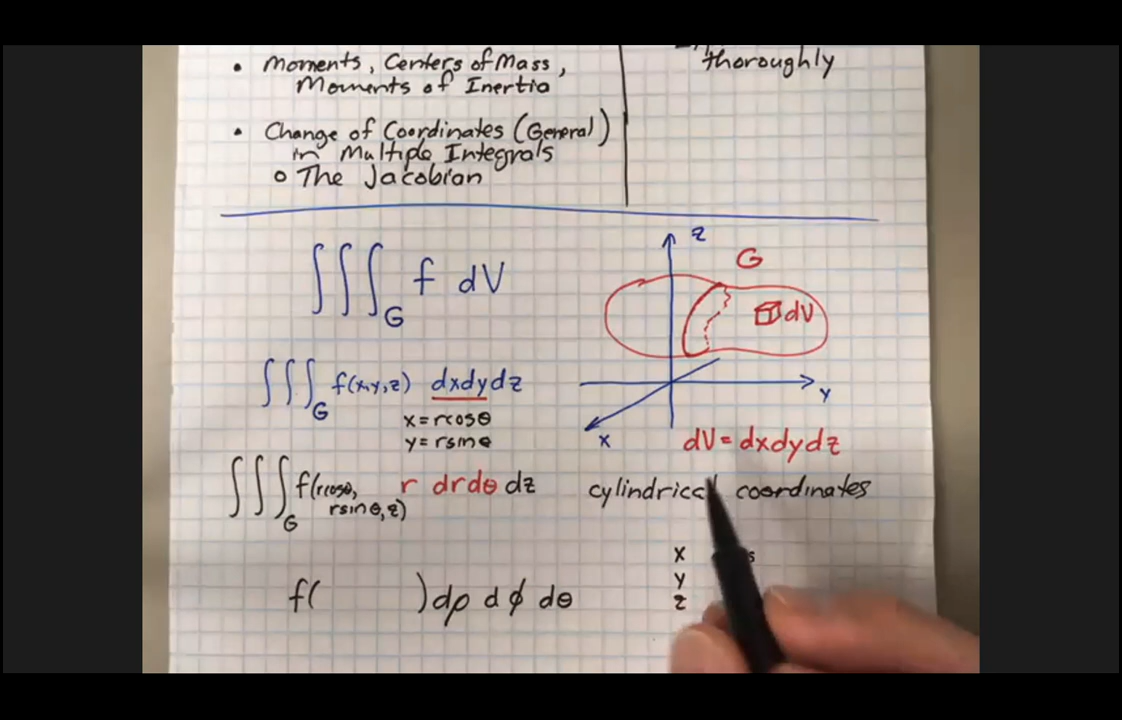 • Moments, Centers of Mass,
Moments of Inertia
• Change of Coordinates (General)
in Multiple Integrals
o The Jacobian
thoroughly
∭_G f dV
z
G
dV
y
x
∭_G f(x,y,z) dxdydz
x=rcosθ
y=rsinθ
dV=dxdydz
∭_G f(rcosθ, r drdθ dz
rsinθ,z)
cylindrical coordinates
f( )dρ dϕ dθ
x
y
z